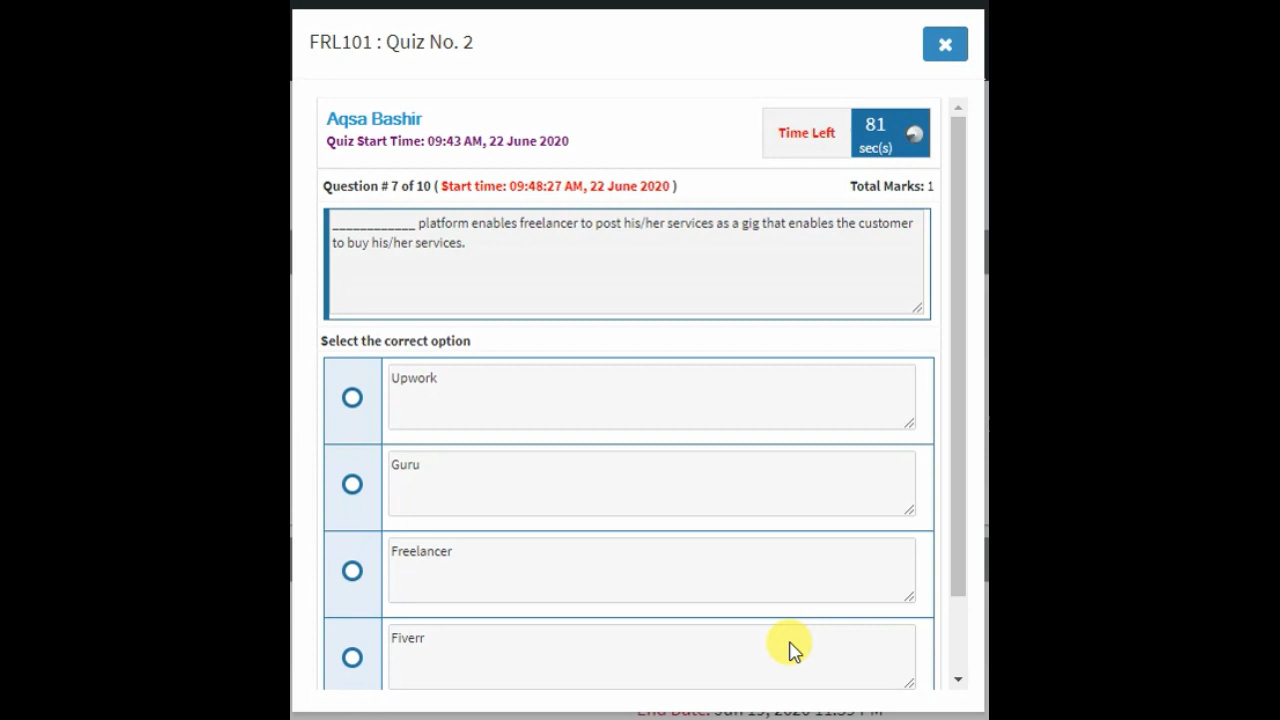 FRL101 : Quiz No. 2
Aqsa Bashir
Quiz Start Time: 09:43 AM, 22 June 2020
Time Left
81
sec(s)
Question # 7 of 10 ( Start time: 09:48:27 AM, 22 June 2020 )
Total Marks: 1
____________ platform enables freelancer to post his/her services as a gig that enables the customer
to buy his/her services.
Select the correct option
Upwork
Guru
Freelancer
Fiverr